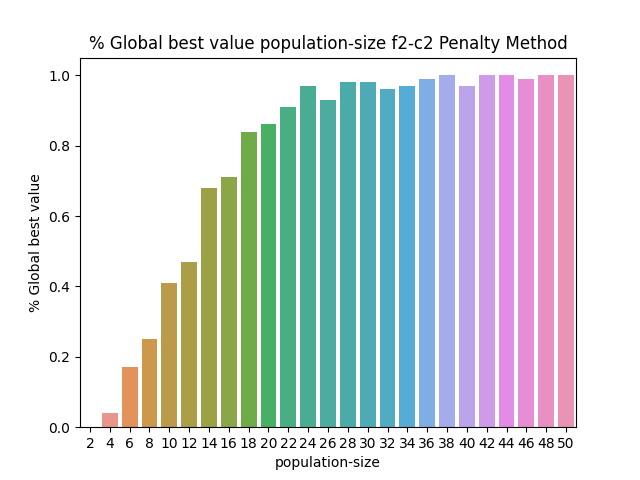 % Global best value population-size f2-c2 Penalty Method
1.0
0.8
0.6
0.4
0.2
0.0
% Global best value
2 4 6 8 10 12 14 16 18 20 22 24 26 28 30 32 34 36 38 40 42 44 46 48 50
population-size